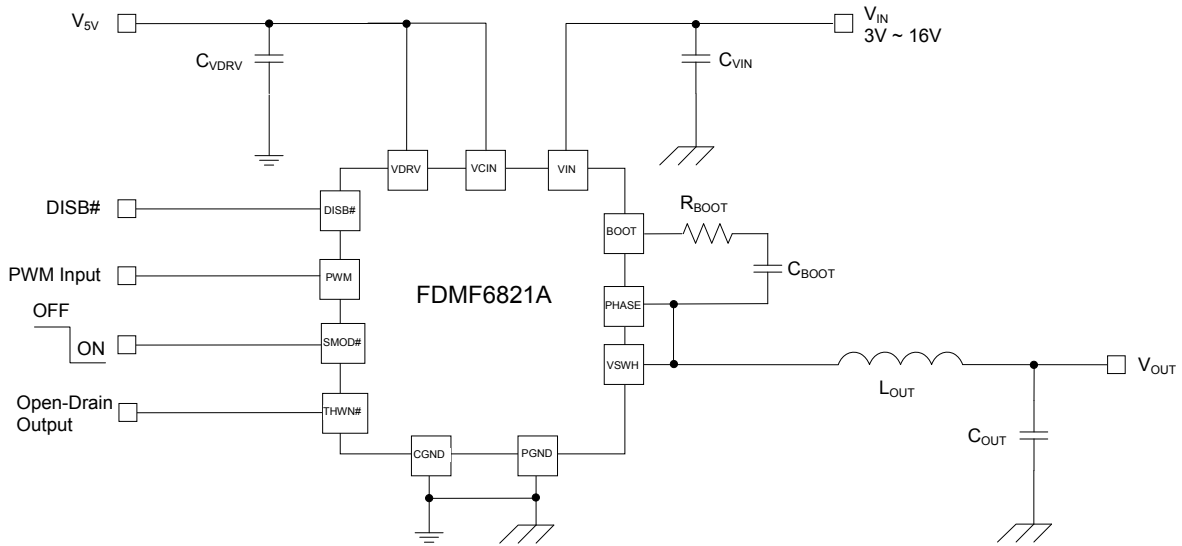 V5V
VIN
3V ~ 16V
CVDRV
CVIN
VDRV
VCIN
VIN
DISB#
DISB#
RBOOT
BOOT
CBOOT
PWM Input
PWM
FDMF6821A
PHASE
OFF
ON
SMOD#
VSWH
VOUT
LOUT
Open-Drain
Output
THWN#
COUT
CGND
PGND